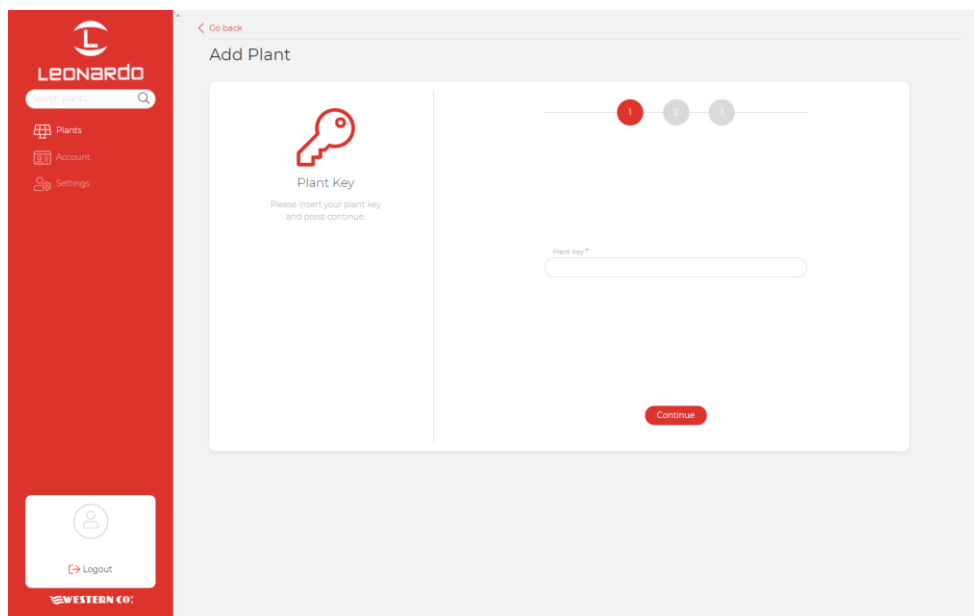 LEONARDO
Search plants...
Plants
Account
Settings
Logout
WESTERN CO.
Go back
Add Plant
Plant Key
Please insert your plant key
and press continue.
1
2
3
Plant Key *
Continue